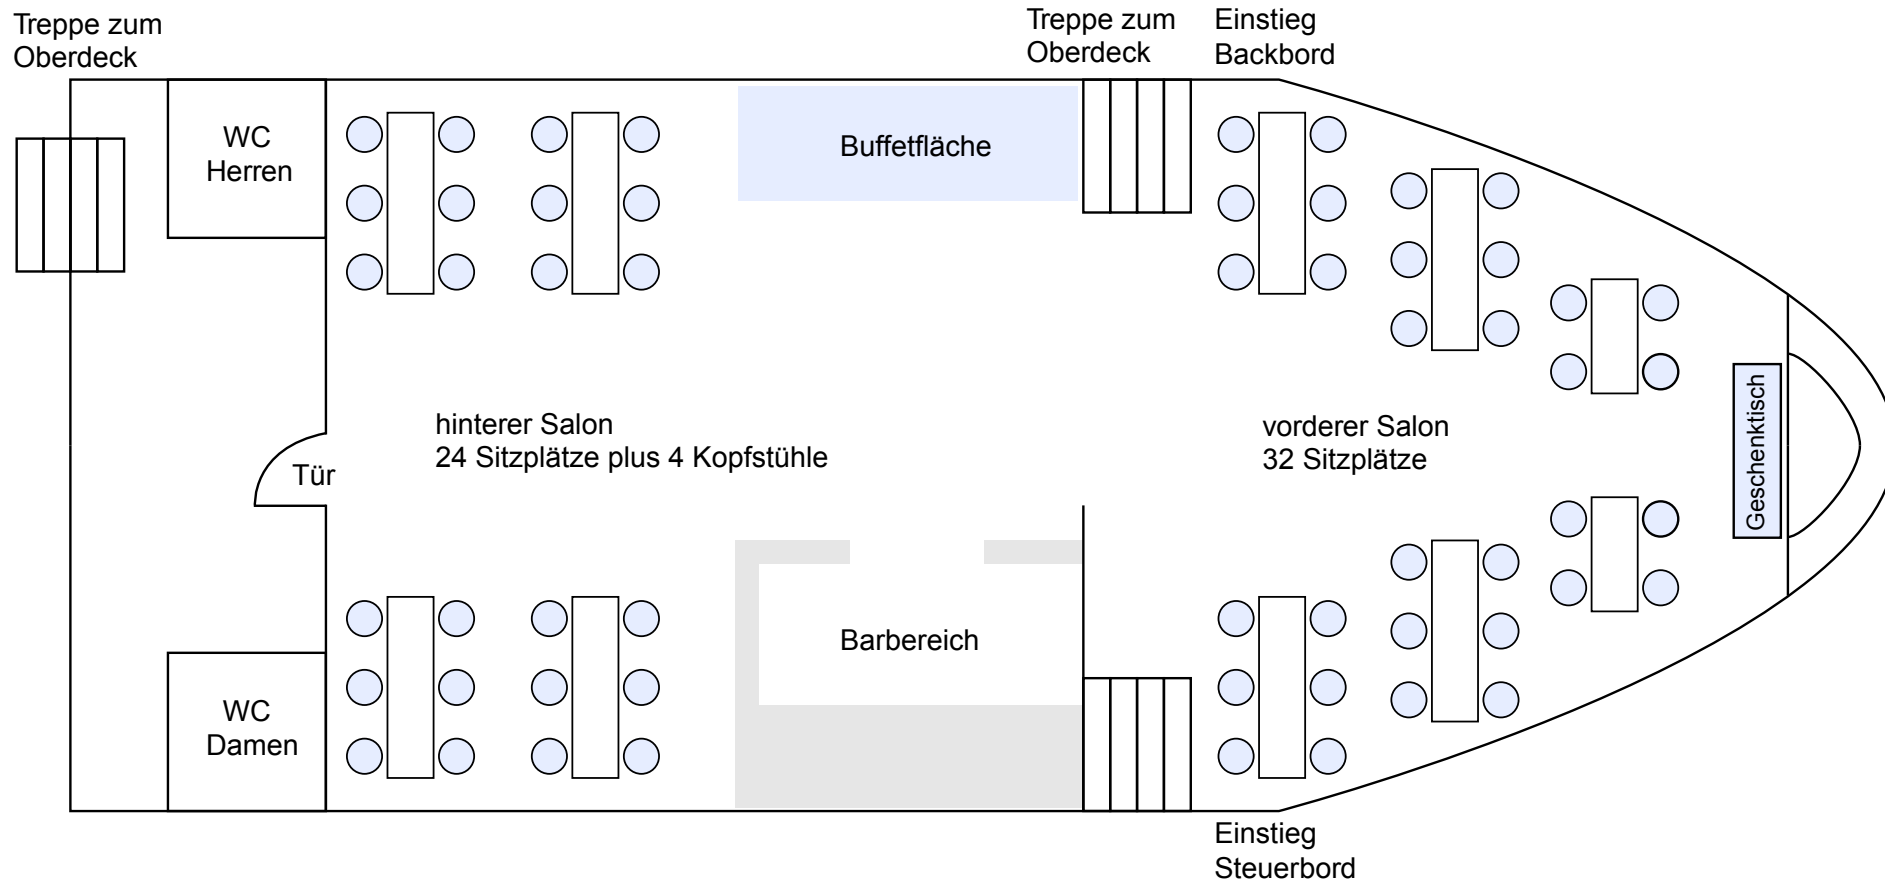 Treppe zum
Oberdeck
Treppe zum
Oberdeck
Einstieg
Backbord
WC
Herren
Buffetfläche
hinterer Salon
24 Sitzplätze plus 4 Kopfstühle
vorderer Salon
32 Sitzplätze
Geschenktisch
Tür
Barbereich
WC
Damen
Einstieg
Steuerbord